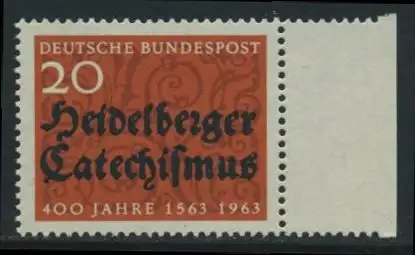 DEUTSCHE BUNDESPOST
20
Heidelberger
Catechismus
400 JAHRE 1563 1963